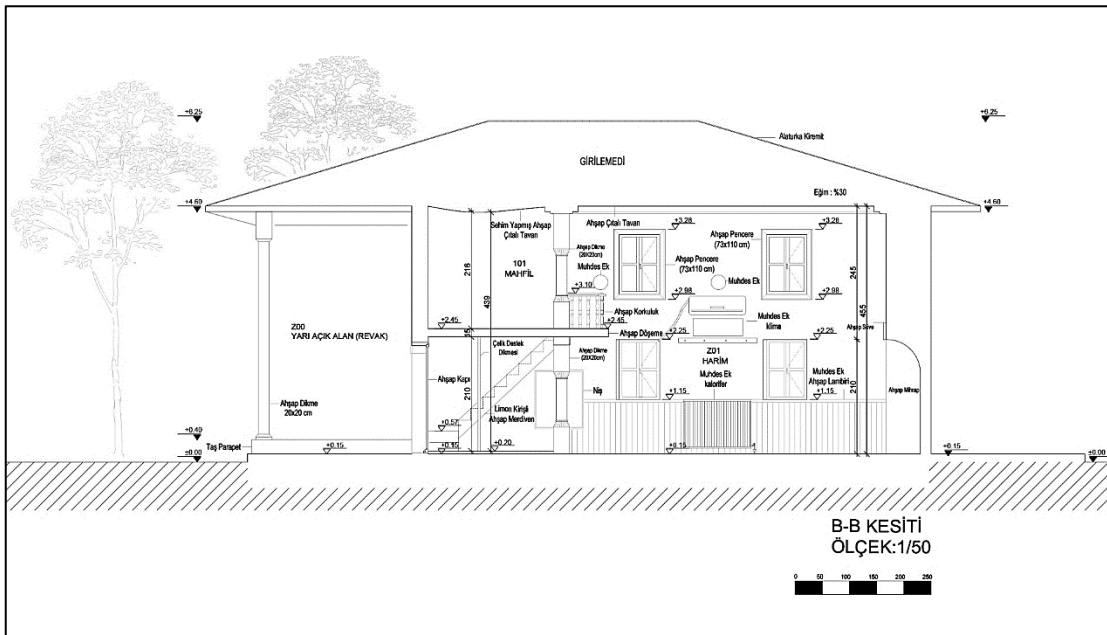 +6.25
+6.25
Alaturka Kiremit
GİRİLEMEDİ
Eğim : %30
+4.60
+4.60
Sehim Yapmış Ahşap
Çıtalı Tavan
Ahşap Çıtalı Tavan
+3.28
+3.28
101
MAHFİL
216
439
Ahşap Dikme
(20X20cm)
Muhdes Ek
+3.10
Ahşap Pencere
(73x110 cm)
Ahşap Pencere
(73x110 cm)
Muhdes Ek
245
455
+2.98
+2.98
Ahşap Korkuluk
Muhdes Ek
klima
Z00
YARI AÇIK ALAN (REVAK)
+2.45
+2.45
15
Ahşap Döşeme
+2.25
+2.25
Ahşap Söve
Çelik Destek
Dikmesi
Ahşap Dikme
(20X20cm)
Z01
HARİM
Muhdes Ek
kalorifer
Muhdes Ek
Ahşap Lambiri
Ahşap Kapı
210
Niş
+1.15
+1.15
210
Ahşap Mihrap
Ahşap Dikme
20x20 cm
Limon Kirişli
Ahşap Merdiven
+0.57
+0.40
Taş Parapet
±0.00
+0.15
+0.15
+0.20
+0.15
+0.15
±0.00
B-B KESİTİ
ÖLÇEK:1/50
0 50 100 150 200 250